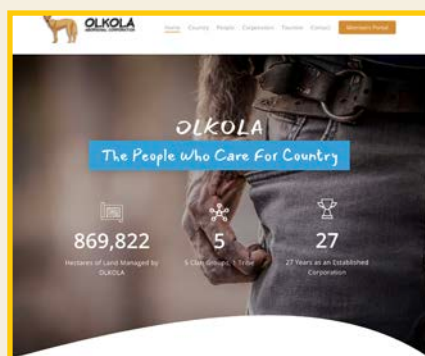 OLKOLA
ABORIGINAL CORPORATION
Home Country People Corporation Tourism Contact Members Portal
OLKOLA
The People Who Care For Country
869,822
Hectares of Land Managed by
OLKOLA
5
5 Clan Groups, 1 Tribe
27
27 Years as an Established
Corporation